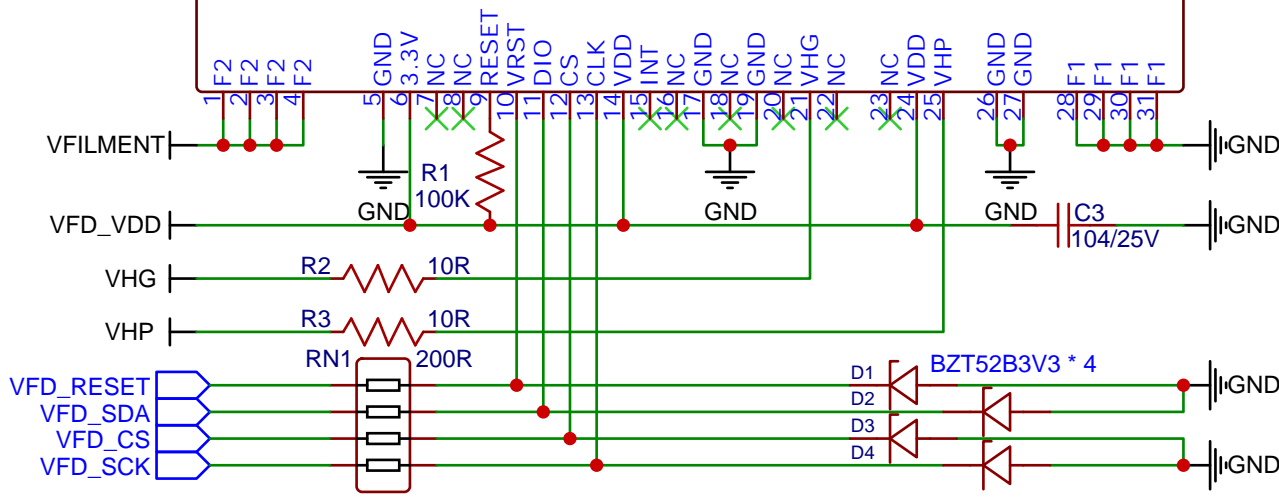 F2 F2 F2 F2 GND 3.3V NC NC RESET VRST DIO CS CLK VDD INT NC GND NC GND NC VHG NC NC VDD VHP GND GND F1 F1 F1 F1
1 2 3 4 5 6 7 8 9 10 11 12 13 14 15 16 17 18 19 20 21 22 23 24 25 26 27 28 29 30 31
VFILMENT GND
R1
100K
GND GND GND
C3
VFD_VDD GND
104/25V
VHG R2 10R
VHP R3 10R
RN1 200R
D1 BZT52B3V3 * 4
VFD_RESET GND
D2
VFD_SDA
D3
VFD_CS
D4
VFD_SCK GND